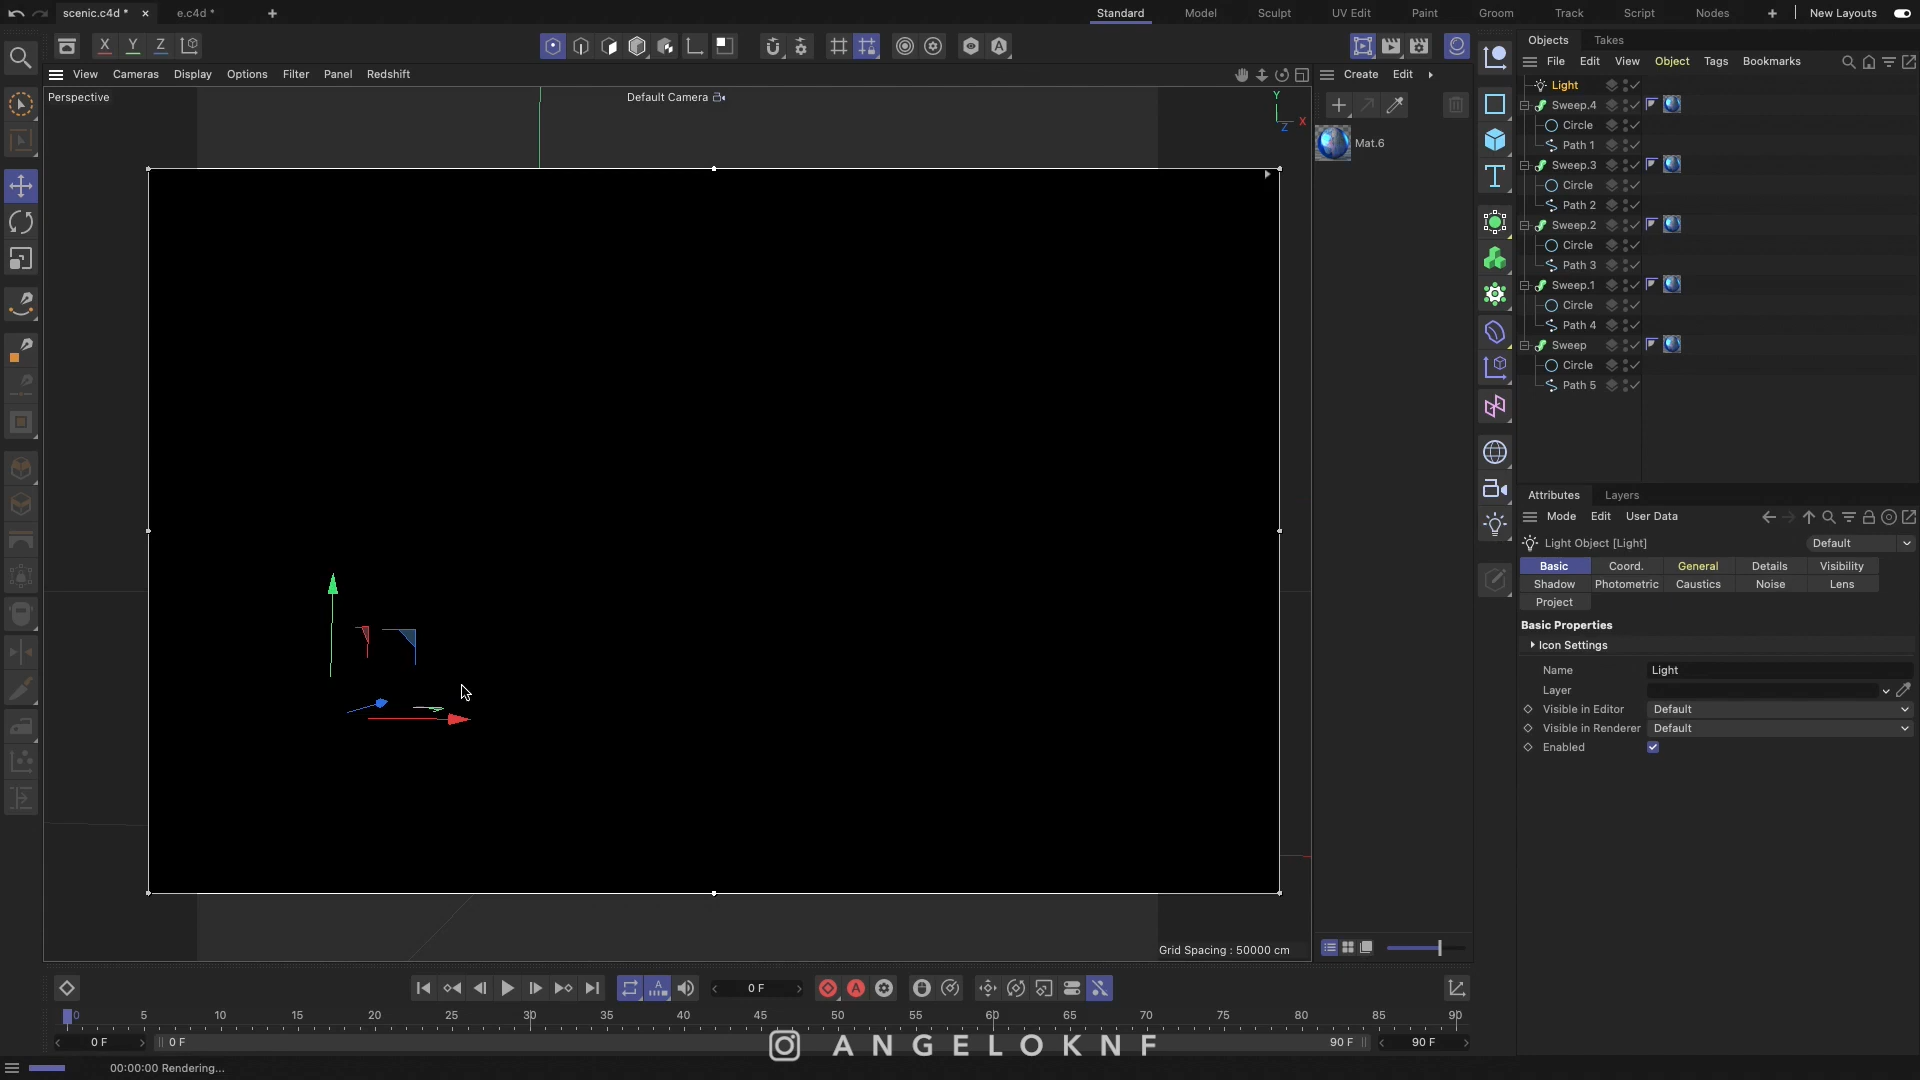 scenic.c4d *
e.c4d *
Standard
Model
Sculpt
UV Edit
Paint
Groom
Track
Script
Nodes
New Layouts
X Y Z
View Cameras Display Options Filter Panel Redshift
Create Edit
Objects Takes
File Edit View Object Tags Bookmarks
Perspective
Default Camera
Y
X
Z
Mat.6
Light
Sweep.4
Circle
Path 1
Sweep.3
Circle
Path 2
Sweep.2
Circle
Path 3
Sweep.1
Circle
Path 4
Sweep
Circle
Path 5
Attributes Layers
Mode Edit User Data
Light Object [Light]
Default
Basic Coord. General Details Visibility
Shadow Photometric Caustics Noise Lens
Project
Basic Properties
Icon Settings
Name Light
Layer
Visible in Editor Default
Visible in Renderer Default
Enabled
Grid Spacing : 50000 cm
0 F
0 5 10 15 20 25 30 35 40 45 50 55 60 65 70 75 80 85 90
0 F
0 F
90 F
90 F
ANGELOKNF
00:00:00 Rendering...